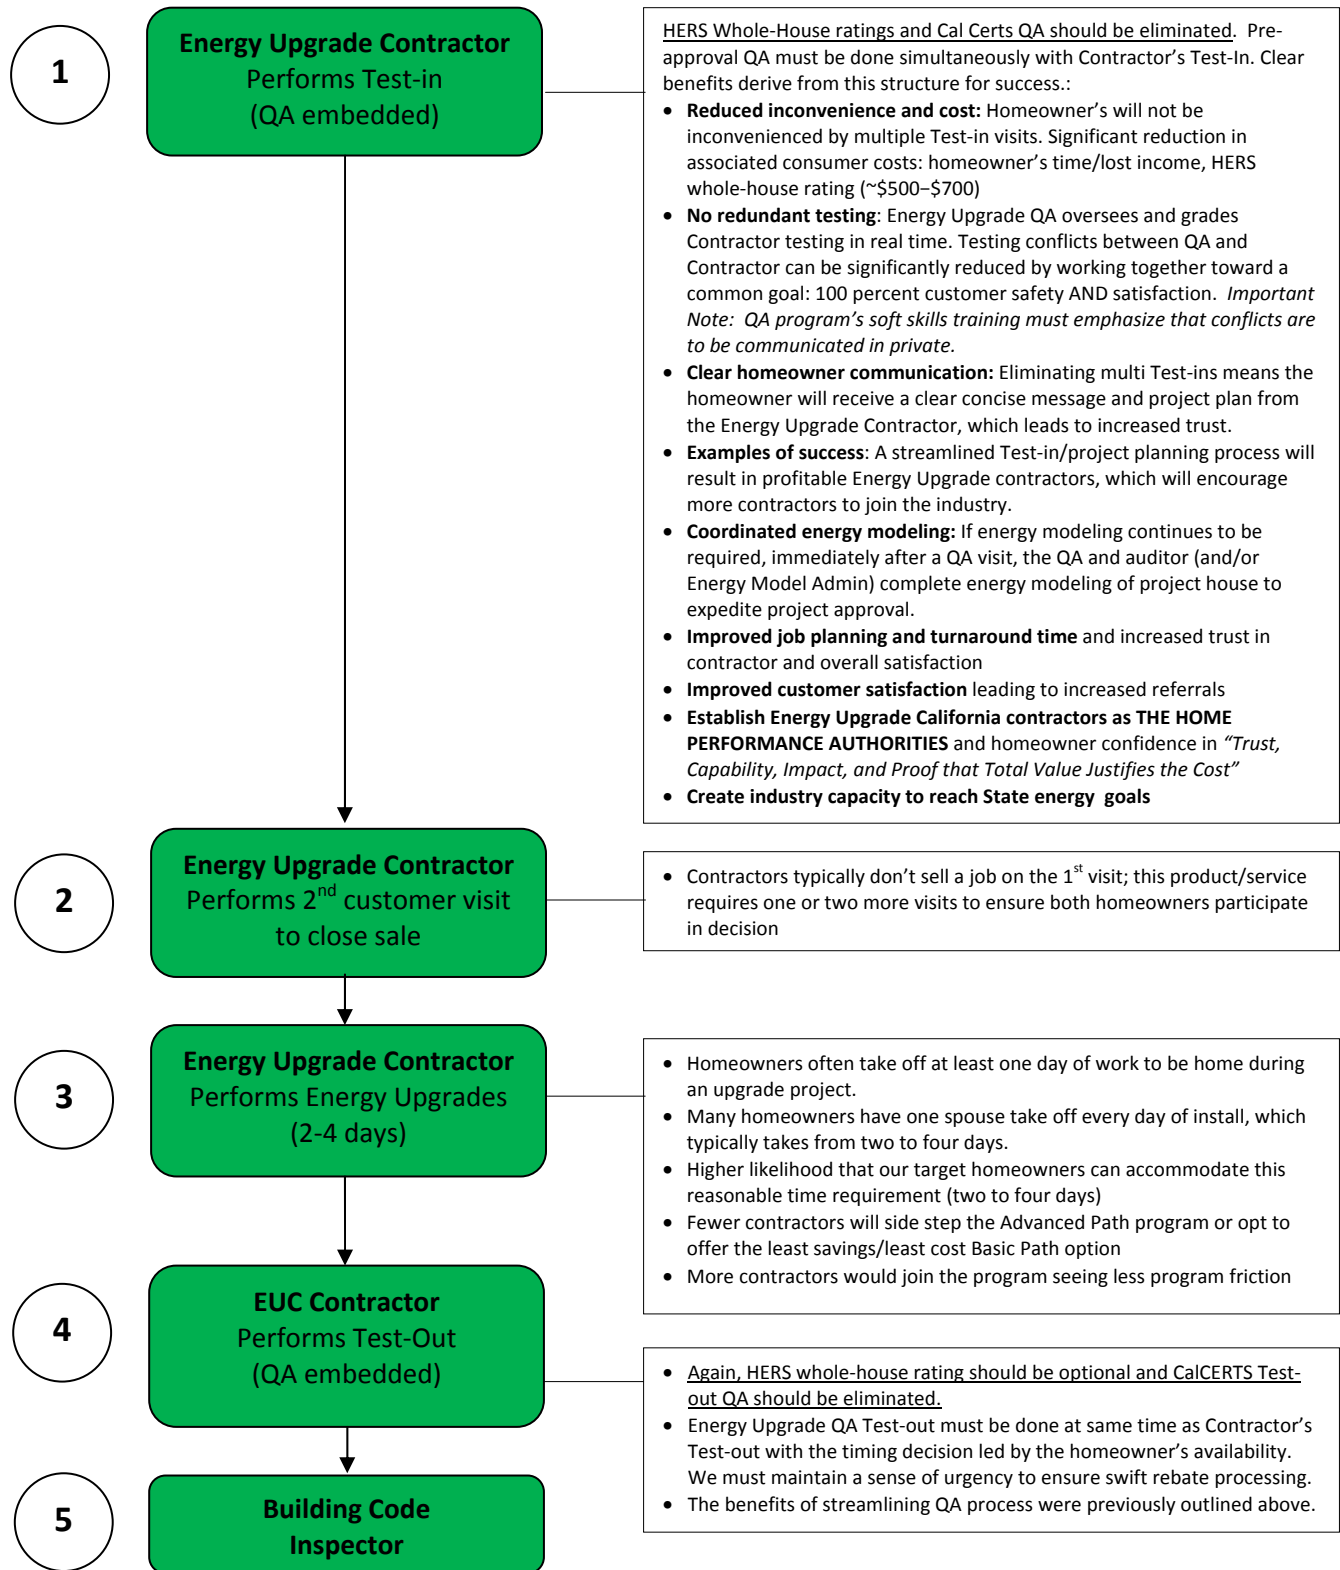 1
Energy Upgrade Contractor
Performs Test-in
(QA embedded)
HERS Whole-House ratings and Cal Certs QA should be eliminated.  Pre-
approval QA must be done simultaneously with Contractor's Test-In. Clear
benefits derive from this structure for success.:
• Reduced inconvenience and cost: Homeowner's will not be
inconvenienced by multiple Test-in visits. Significant reduction in
associated consumer costs: homeowner's time/lost income, HERS
whole-house rating (~$500–$700)
• No redundant testing: Energy Upgrade QA oversees and grades
Contractor testing in real time. Testing conflicts between QA and
Contractor can be significantly reduced by working together toward a
common goal: 100 percent customer safety AND satisfaction.  Important
Note:  QA program's soft skills training must emphasize that conflicts are
to be communicated in private.
• Clear homeowner communication: Eliminating multi Test-ins means the
homeowner will receive a clear concise message and project plan from
the Energy Upgrade Contractor, which leads to increased trust.
• Examples of success: A streamlined Test-in/project planning process will
result in profitable Energy Upgrade contractors, which will encourage
more contractors to join the industry.
• Coordinated energy modeling: If energy modeling continues to be
required, immediately after a QA visit, the QA and auditor (and/or
Energy Model Admin) complete energy modeling of project house to
expedite project approval.
• Improved job planning and turnaround time and increased trust in
contractor and overall satisfaction
• Improved customer satisfaction leading to increased referrals
• Establish Energy Upgrade California contractors as THE HOME
PERFORMANCE AUTHORITIES and homeowner confidence in "Trust,
Capability, Impact, and Proof that Total Value Justifies the Cost"
• Create industry capacity to reach State energy  goals
2
Energy Upgrade Contractor
Performs 2nd customer visit
to close sale
• Contractors typically don't sell a job on the 1st visit; this product/service
requires one or two more visits to ensure both homeowners participate
in decision
3
Energy Upgrade Contractor
Performs Energy Upgrades
(2-4 days)
• Homeowners often take off at least one day of work to be home during
an upgrade project.
• Many homeowners have one spouse take off every day of install, which
typically takes from two to four days.
• Higher likelihood that our target homeowners can accommodate this
reasonable time requirement (two to four days)
• Fewer contractors will side step the Advanced Path program or opt to
offer the least savings/least cost Basic Path option
• More contractors would join the program seeing less program friction
4
EUC Contractor
Performs Test-Out
(QA embedded)
• Again, HERS whole-house rating should be optional and CalCERTS Test-
out QA should be eliminated.
• Energy Upgrade QA Test-out must be done at same time as Contractor's
Test-out with the timing decision led by the homeowner's availability.
We must maintain a sense of urgency to ensure swift rebate processing.
• The benefits of streamlining QA process were previously outlined above.
5
Building Code
Inspector